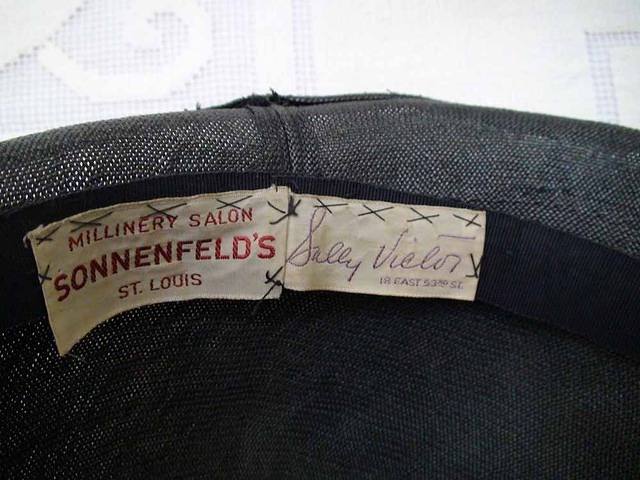 MILLINERY SALON
SONNENFELD'S
ST. LOUIS
Sally Victor
18 EAST 53RD ST.